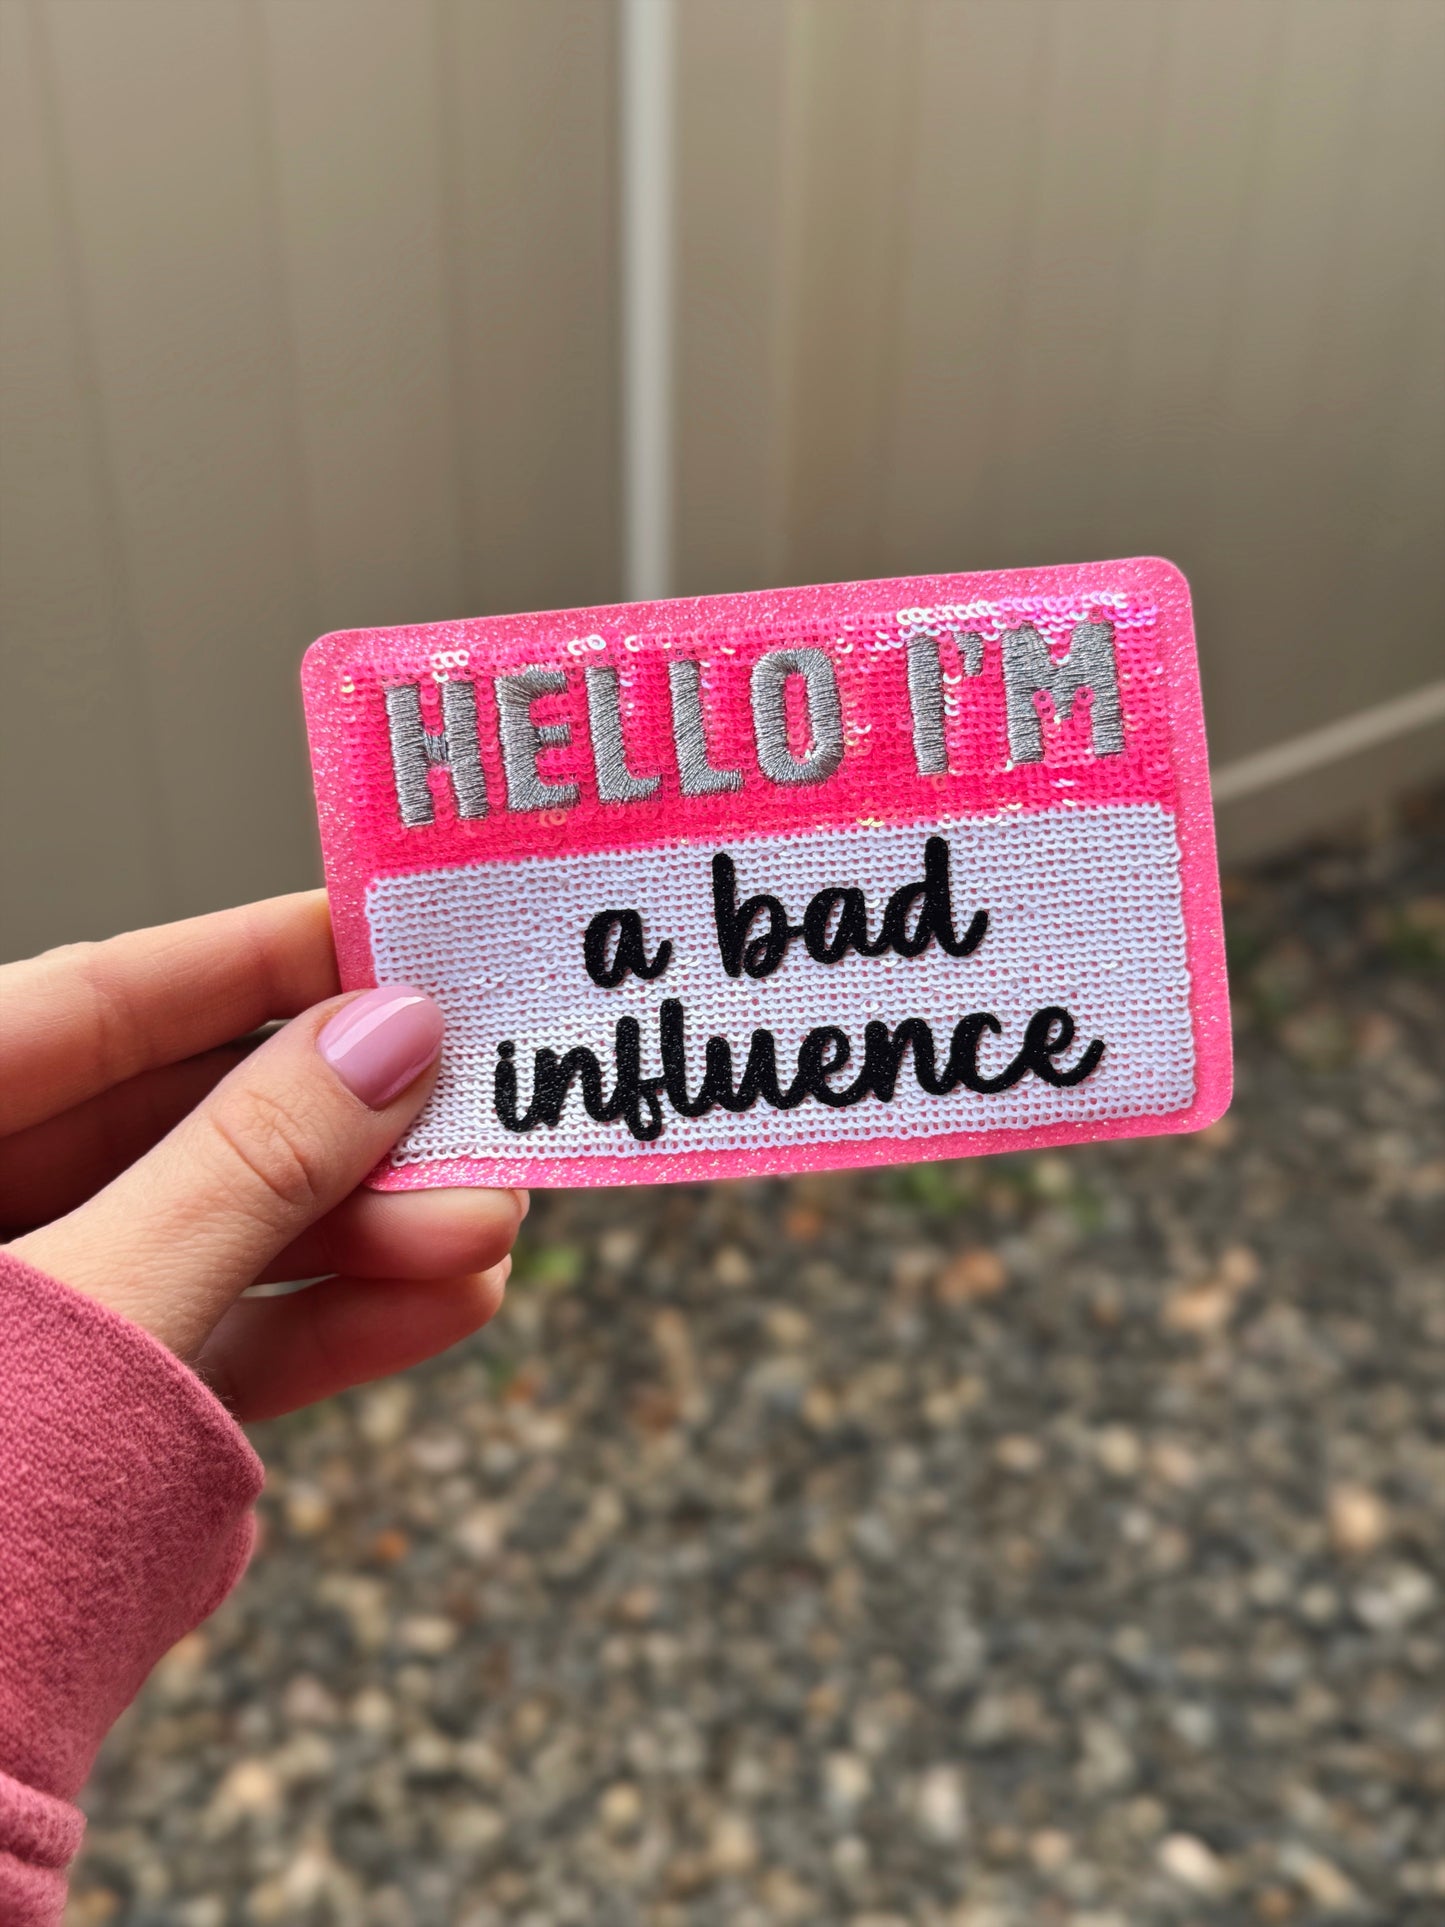 HELLO I'M
a bad
influence